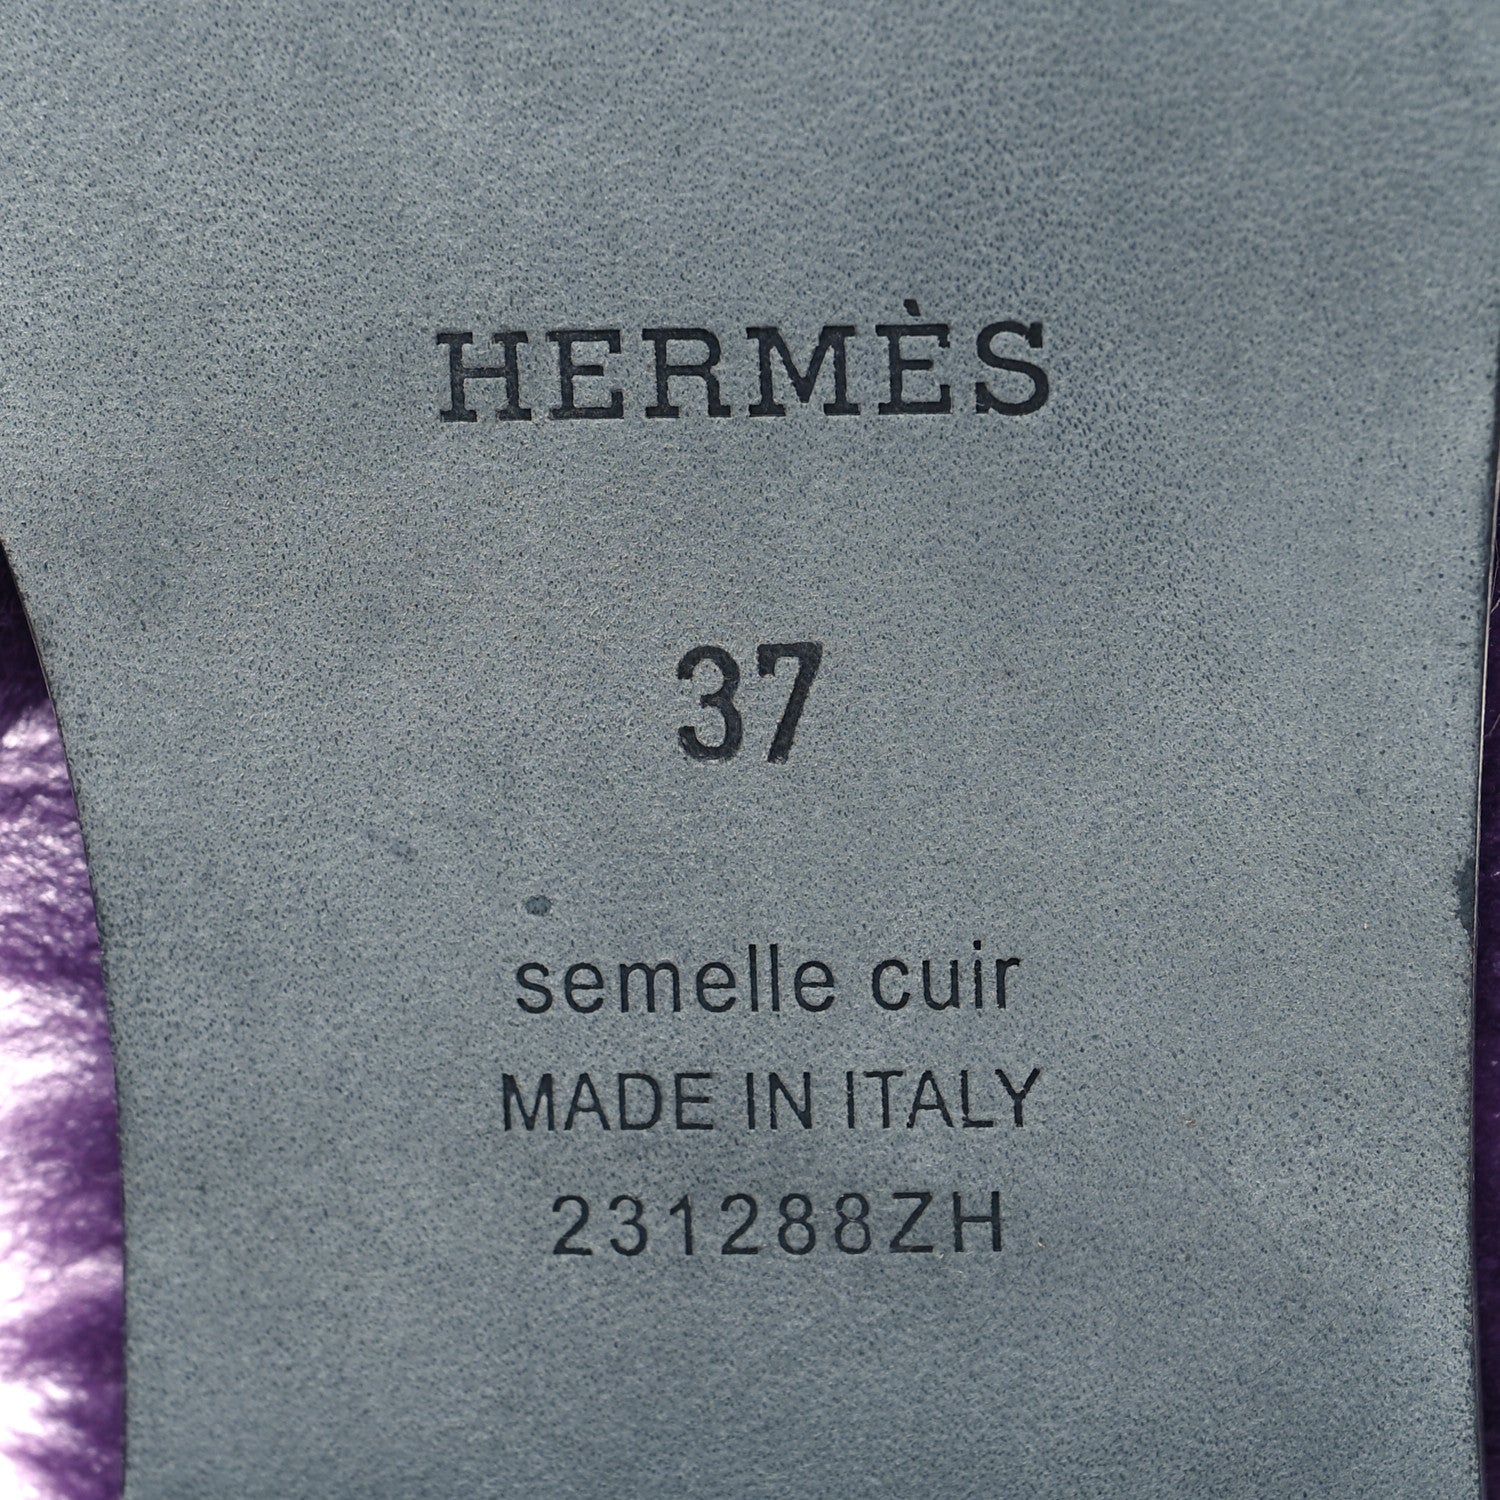 HERMÈS
37
semelle cuir
MADE IN ITALY
231288ZH